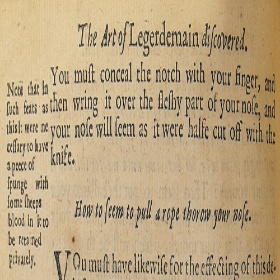 The Art of Legerdemain discovered.
Note that in
such feats as
this it were ne
cessary to have
a peece of
spunge with
some sheeps
blood in it to
be retained
privately.
You must conceal the notch with your finger, and
then wring it over the fleshy part of your nose, and
your nose will seem as it were halfe cut off with the
knife.
How to seem to pull a rope thorow your nose.
You must have likewise for the effecting of this